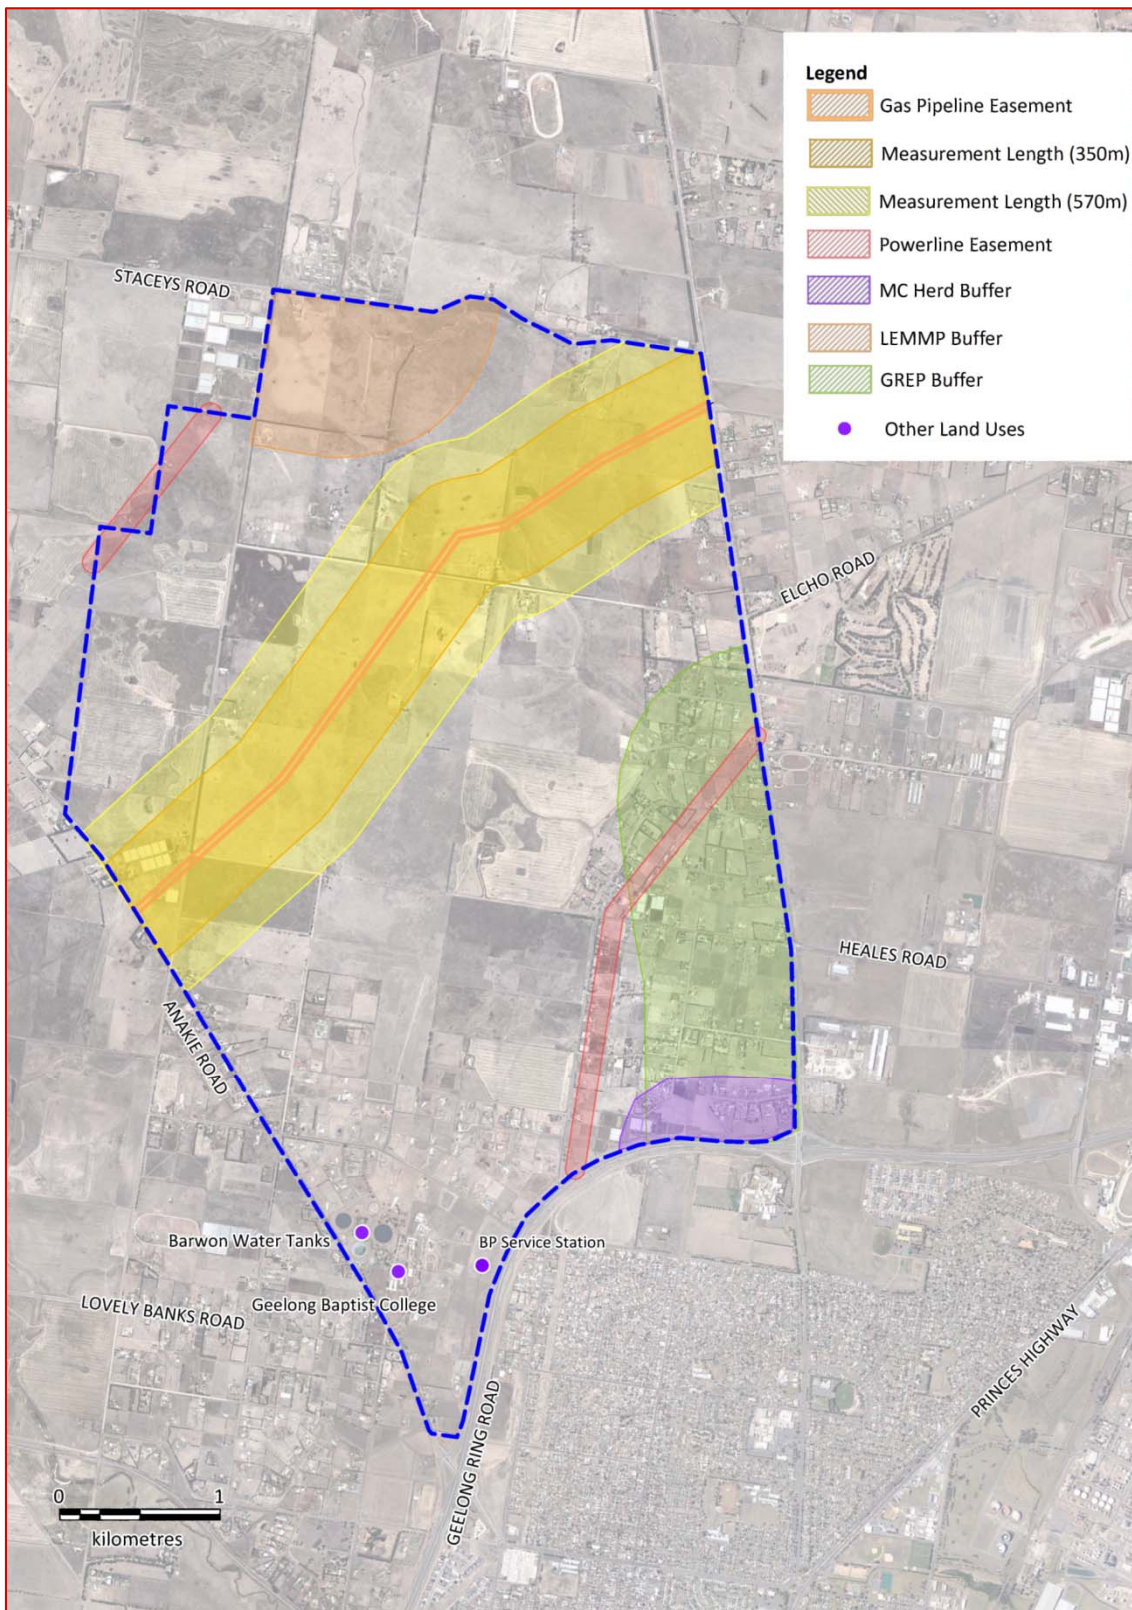 Legend
Gas Pipeline Easement
Measurement Length (350m)
Measurement Length (570m)
Powerline Easement
MC Herd Buffer
LEMMP Buffer
GREP Buffer
Other Land Uses
STACEYS ROAD
ELCHO ROAD
HEALES ROAD
ANAKIE ROAD
Barwon Water Tanks
BP Service Station
Geelong Baptist College
LOVELY BANKS ROAD
PRINCES HIGHWAY
GEELONG RING ROAD
0 1
kilometres